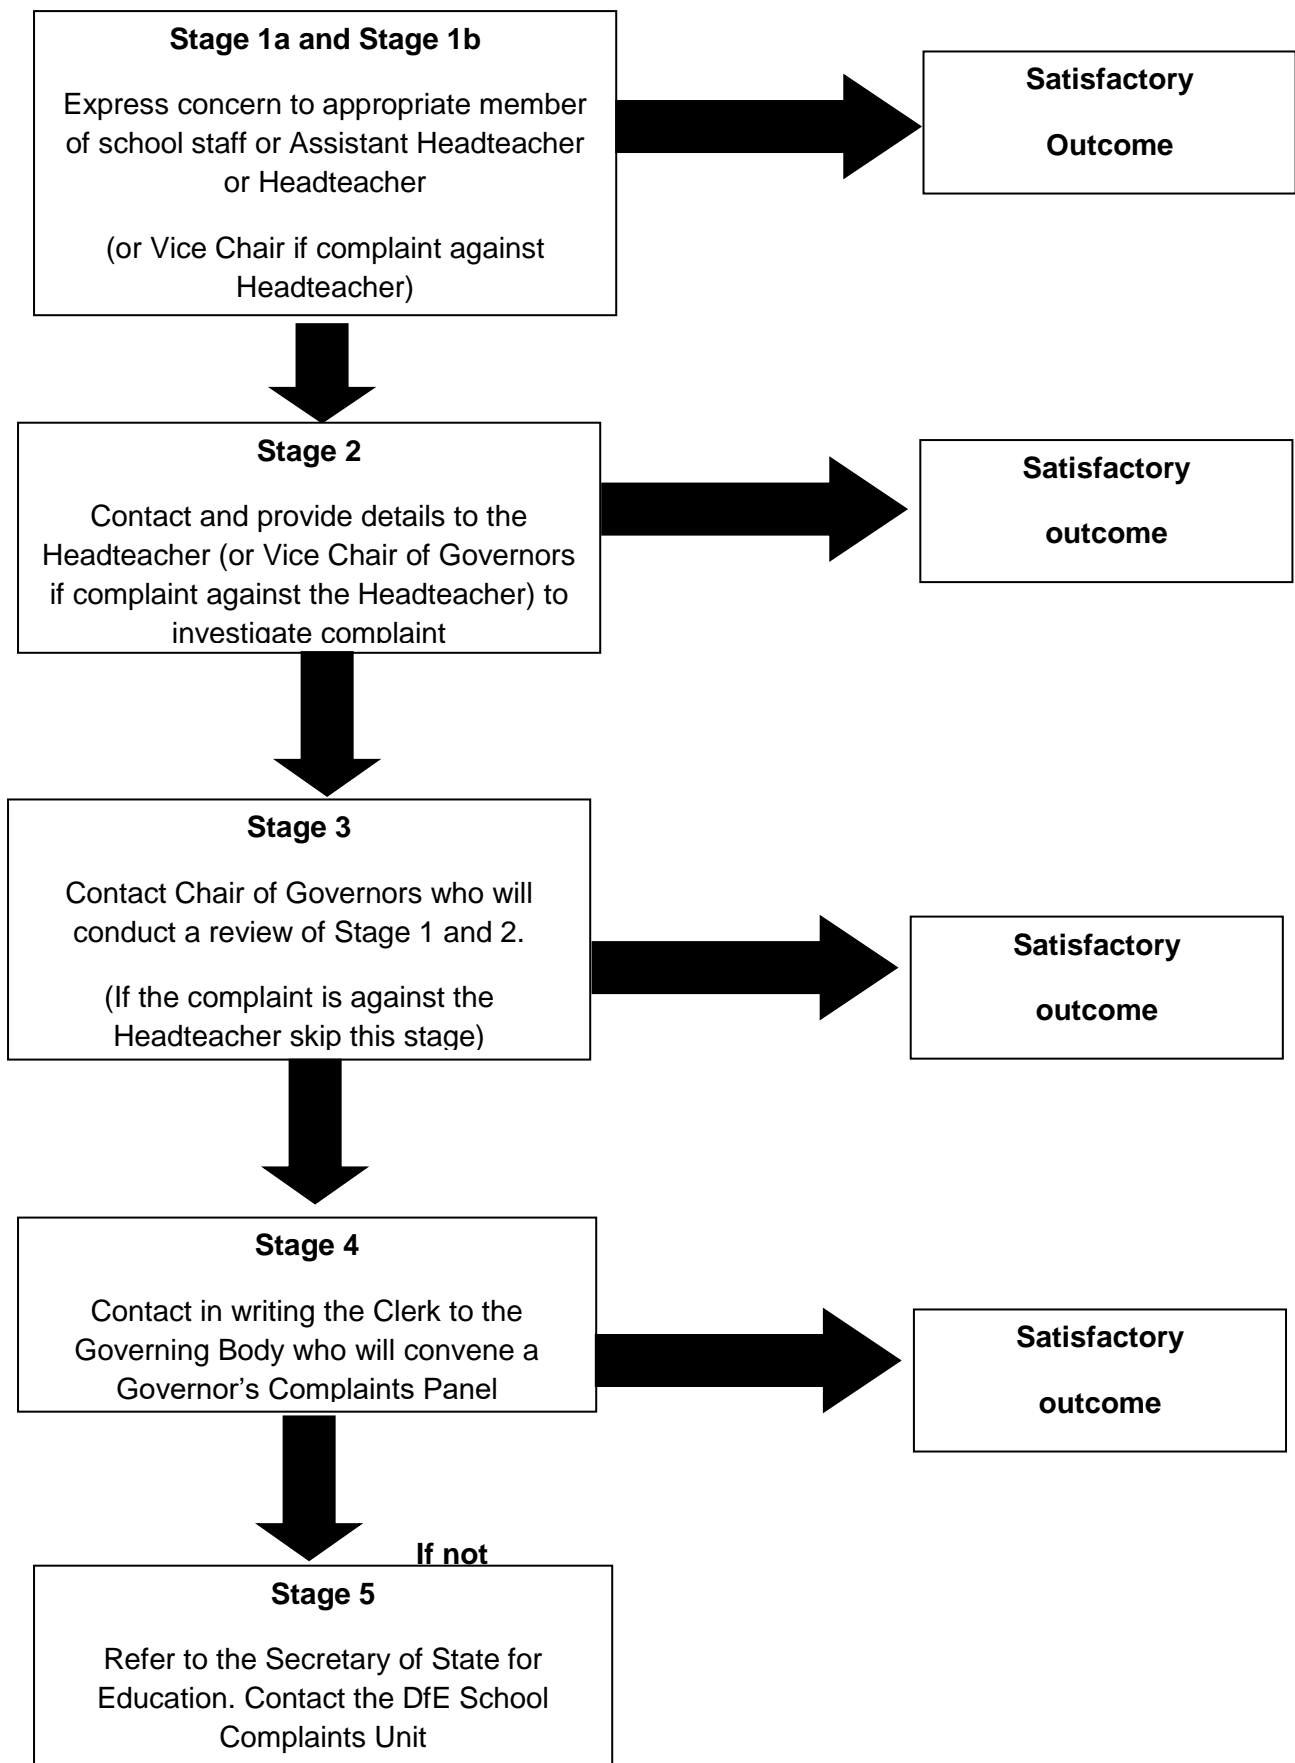 Stage 1a and Stage 1b
Express concern to appropriate member
of school staff or Assistant Headteacher
or Headteacher
(or Vice Chair if complaint against
Headteacher)
Satisfactory
Outcome
Stage 2
Contact and provide details to the
Headteacher (or Vice Chair of Governors
if complaint against the Headteacher) to
investigate complaint
Satisfactory
outcome
Stage 3
Contact Chair of Governors who will
conduct a review of Stage 1 and 2.
(If the complaint is against the
Headteacher skip this stage)
Satisfactory
outcome
Stage 4
Contact in writing the Clerk to the
Governing Body who will convene a
Governor’s Complaints Panel
Satisfactory
outcome
If not
Stage 5
Refer to the Secretary of State for
Education. Contact the DfE School
Complaints Unit